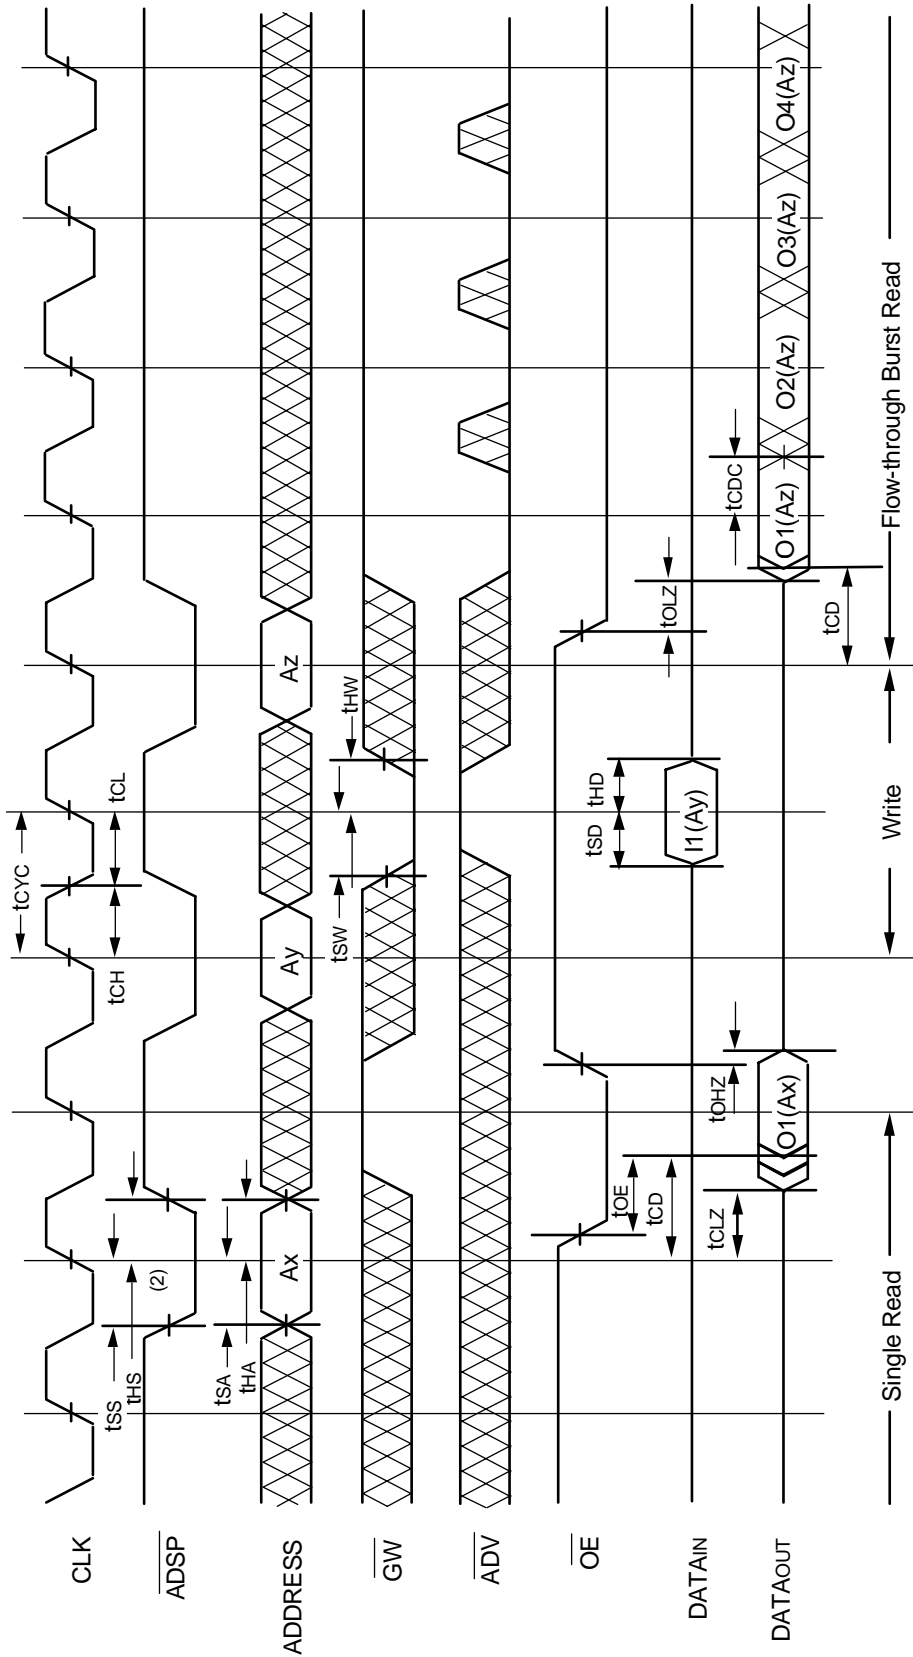 CLK
ADSP
ADDRESS
GW
ADV
OE
DATAIN
DATAOUT
tCYC
tCH
tCL
tSS
tHS
(2)
tSA
tHA
Ax
Ay
Az
tSW
tHW
tOE
tCD
tCLZ
tOHZ
O1(Ax)
tSD
tHD
I1(Ay)
tOLZ
tCD
tCDC
O1(Az)
O2(Az)
O3(Az)
O4(Az)
Single Read
Write
Flow-through Burst Read